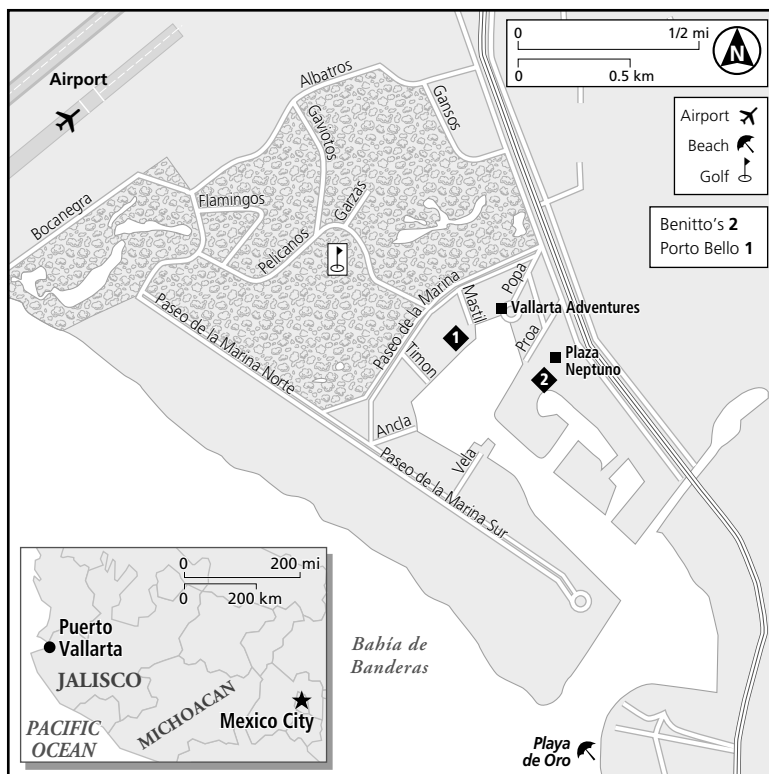 0 1/2 mi
0 0.5 km
N
Airport
Beach
Golf
Benitto's 2
Porto Bello 1
Airport
Albatros
Gansos
Gaviotos
Garzas
Flamingos
Bocanegra
Pelicanos
Paseo de la Marina
Popa
Mastil
Vallarta Adventures
1
Timon
Proa
Plaza
Neptuno
2
Paseo de la Marina Norte
Ancla
Vela
Paseo de la Marina Sur
0 200 mi
0 200 km
Puerto
Vallarta
JALISCO
MICHOACAN
Mexico City
PACIFIC
OCEAN
Bahía de
Banderas
Playa
de Oro